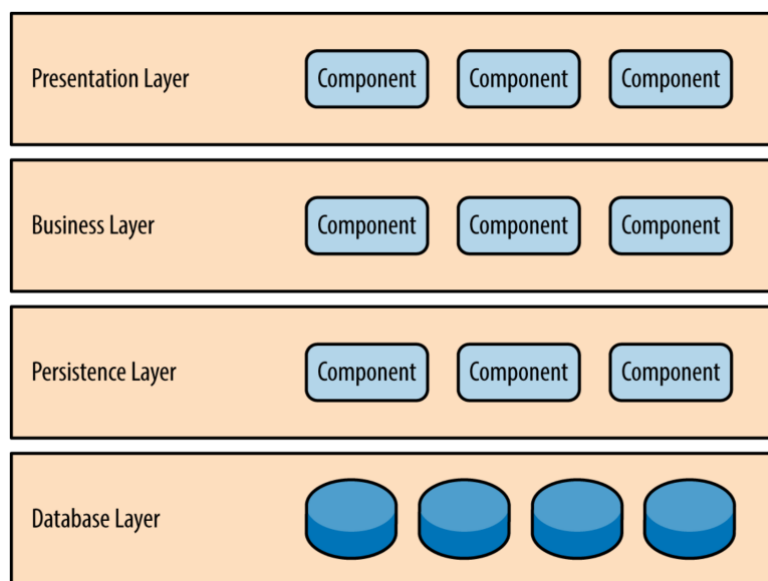 Presentation Layer
Component Component Component
Business Layer
Component Component Component
Persistence Layer
Component Component Component
Database Layer